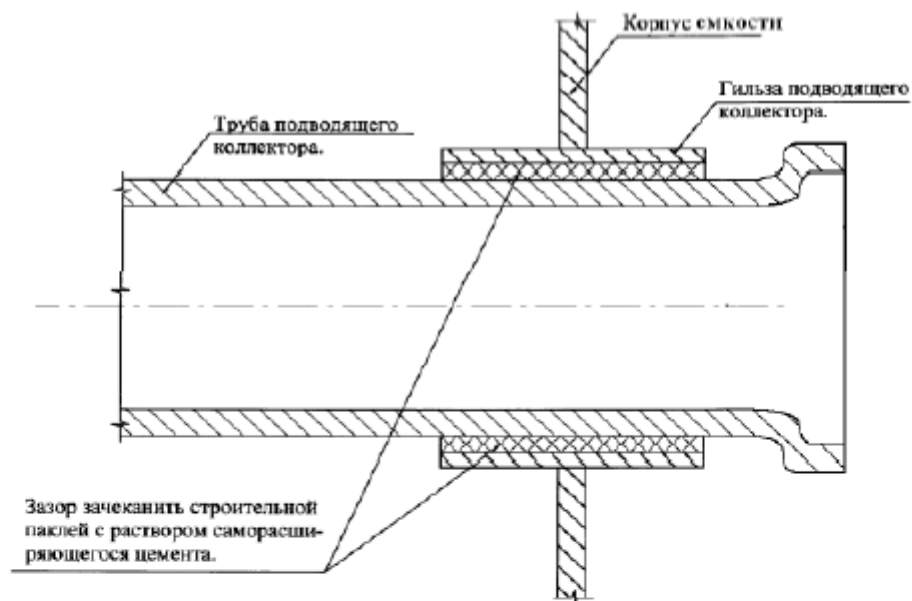 Корпус емкости
Гильза подводящего
коллектора.
Труба подводящего
коллектора.
Зазор зачеканить строительной
паклей с раствором саморасши-
ряющегося цемента.